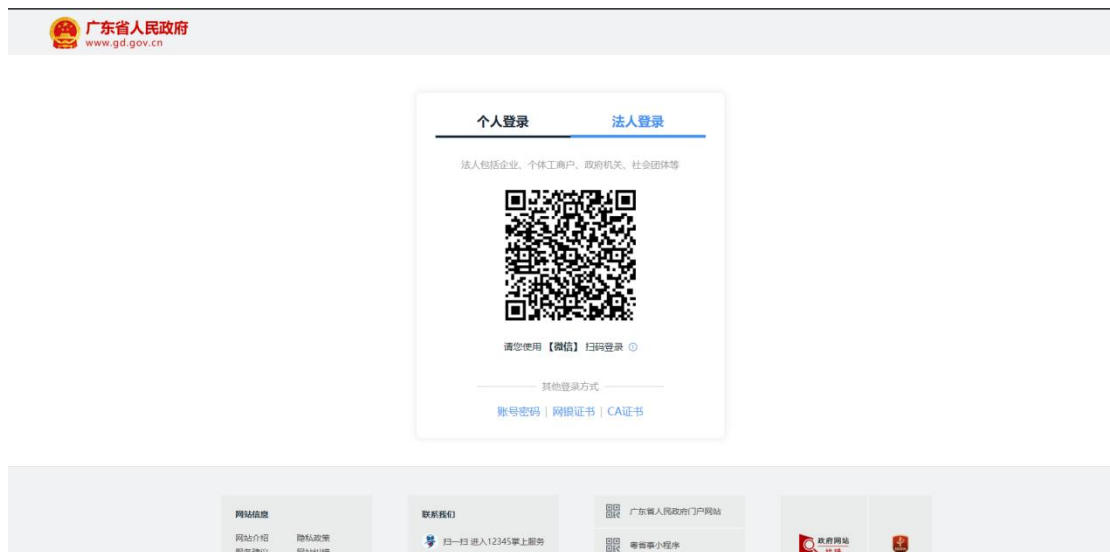 广东省人民政府
www.gd.gov.cn
个人登录 法人登录
法人包括企业、个体工商户、政府机关、社会团体等
请您使用【微信】扫码登录
其他登录方式
账号密码 | 网银证书 | CA证书
网站信息 联系我们 广东省人民政府门户网站
网站介绍 隐私政策 扫一扫 进入12345掌上服务 粤省事小程序 政府网站